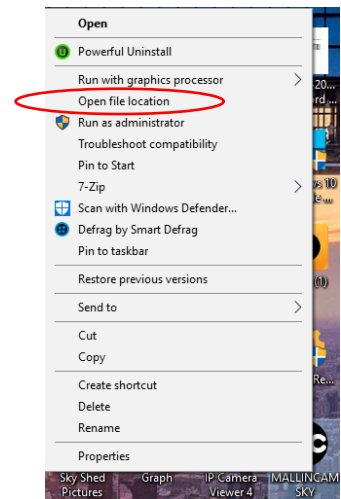 Open
Powerful Uninstall
Run with graphics processor
Open file location
Run as administrator
Troubleshoot compatibility
Pin to Start
7-Zip
Scan with Windows Defender...
Defrag by Smart Defrag
Pin to taskbar
Restore previous versions
Send to
Cut
Copy
Create shortcut
Delete
Rename
Properties
Sky Shed Pictures
Graph
IP Camera Viewer 4
MALLINCAM SKY